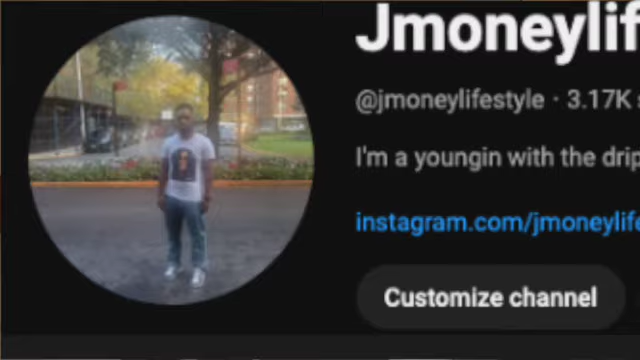 Jmoneylif
@jmoneylifestyle · 3.17K s
I'm a youngin with the drip
instagram.com/jmoneylife
Customize channel